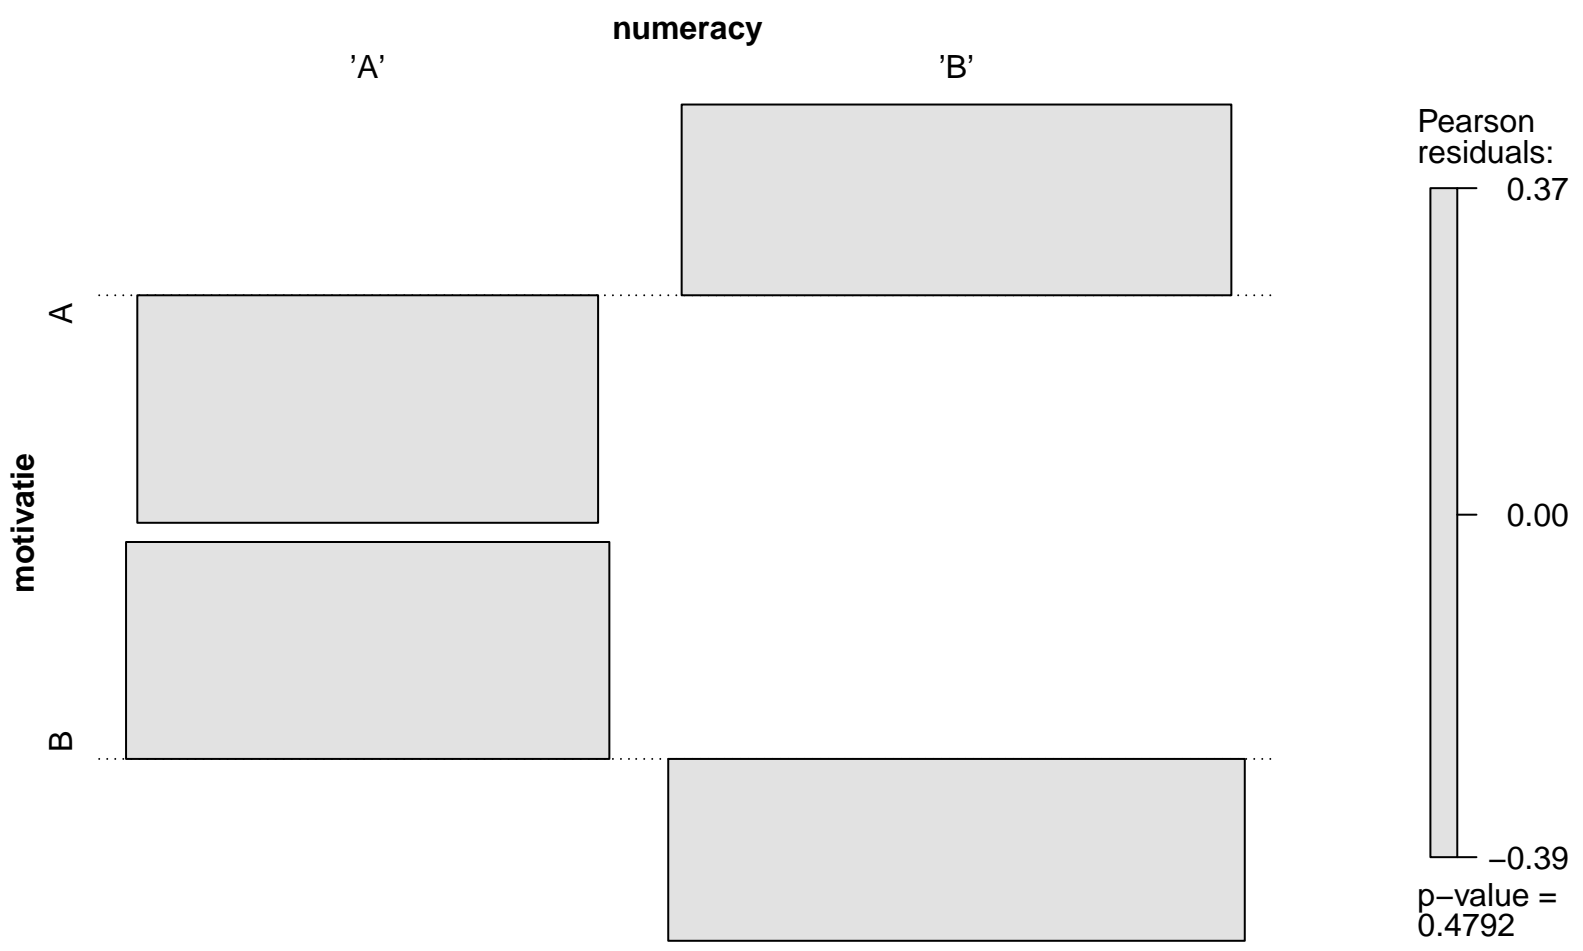 numeracy
’A’ ’B’
Pearson
residuals:
0.37
A
motivatie
0.00
B
−0.39
p−value =
0.4792